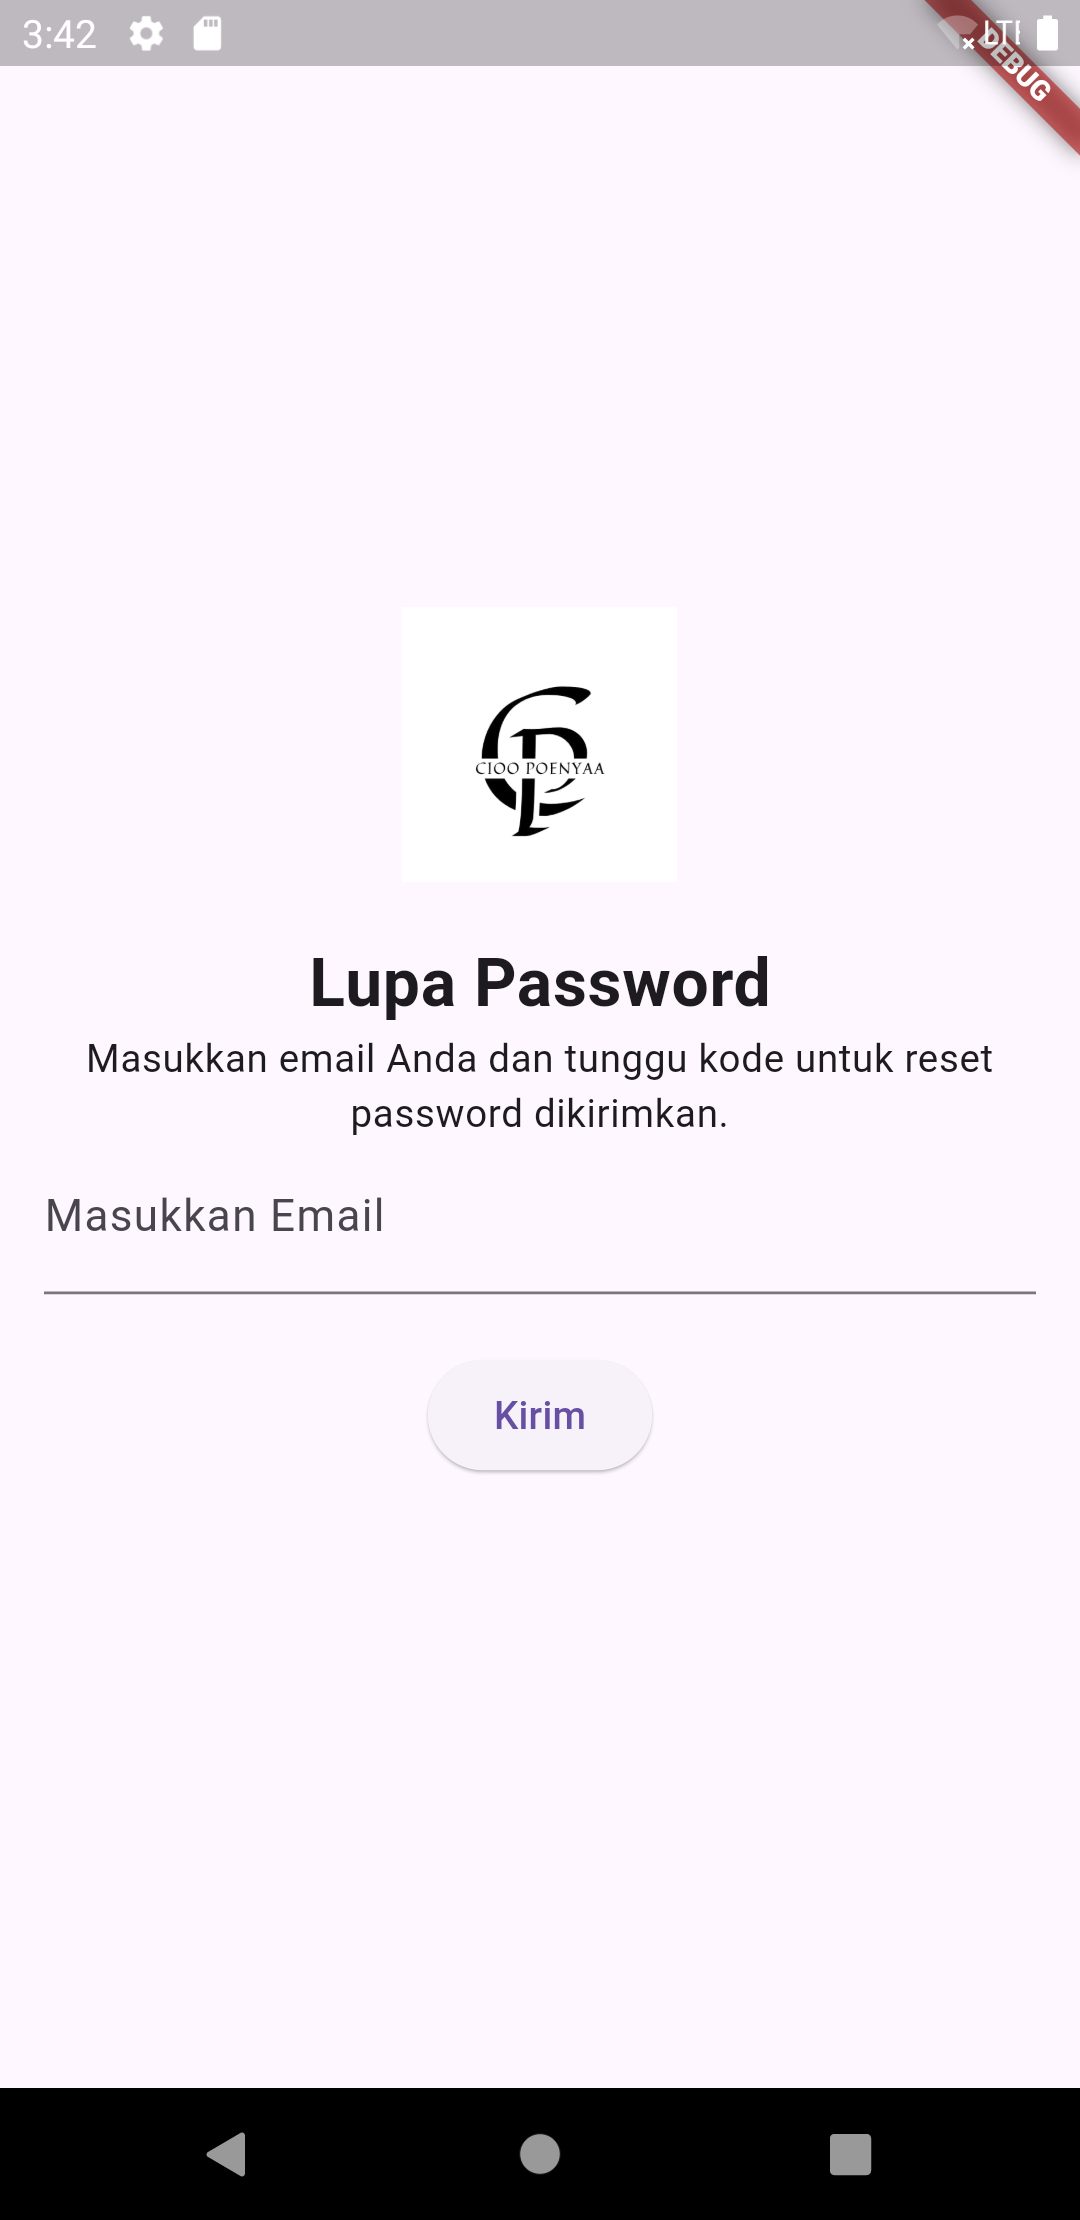 3:42
LTE
DEBUG
CIOO POENYAA
Lupa Password
Masukkan email Anda dan tunggu kode untuk reset
password dikirimkan.
Masukkan Email
Kirim